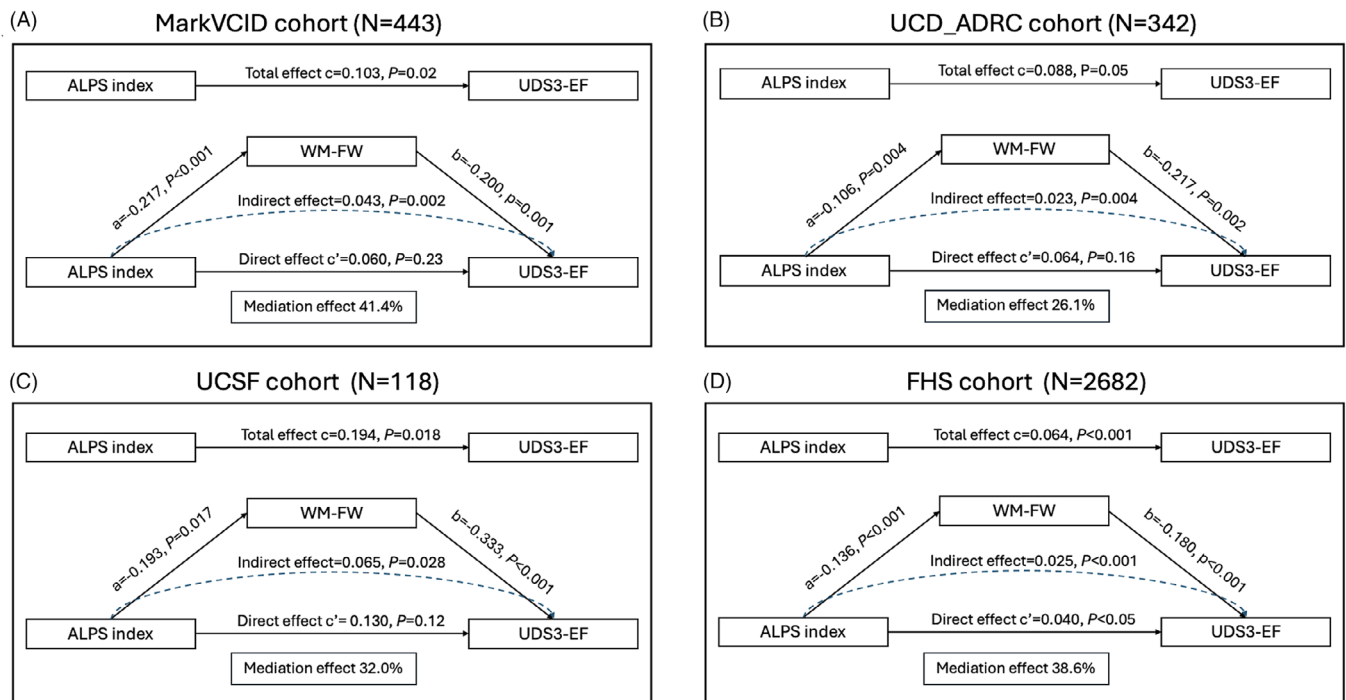 (A)
MarkVCID cohort (N=443)
ALPS index
Total effect c=0.103, P=0.02
UDS3-EF
WM-FW
a=-0.217, P<0.001
b=-0.200, p=0.001
Indirect effect=0.043, P=0.002
ALPS index
Direct effect c’=0.060, P=0.23
UDS3-EF
Mediation effect 41.4%
(B)
UCD_ADRC cohort (N=342)
ALPS index
Total effect c=0.088, P=0.05
UDS3-EF
WM-FW
a=-0.106, P=0.004
b=-0.217, P=0.002
Indirect effect=0.023, P=0.004
ALPS index
Direct effect c’=0.064, P=0.16
UDS3-EF
Mediation effect 26.1%
(C)
UCSF cohort (N=118)
ALPS index
Total effect c=0.194, P=0.018
UDS3-EF
WM-FW
a=-0.193, P=0.017
b=-0.333, P<0.001
Indirect effect=0.065, P=0.028
ALPS index
Direct effect c’= 0.130, P=0.12
UDS3-EF
Mediation effect 32.0%
(D)
FHS cohort (N=2682)
ALPS index
Total effect c=0.064, P<0.001
UDS3-EF
WM-FW
a=-0.136, P<0.001
b=-0.180, p<0.001
Indirect effect=0.025, P<0.001
ALPS index
Direct effect c’=0.040, P<0.05
UDS3-EF
Mediation effect 38.6%